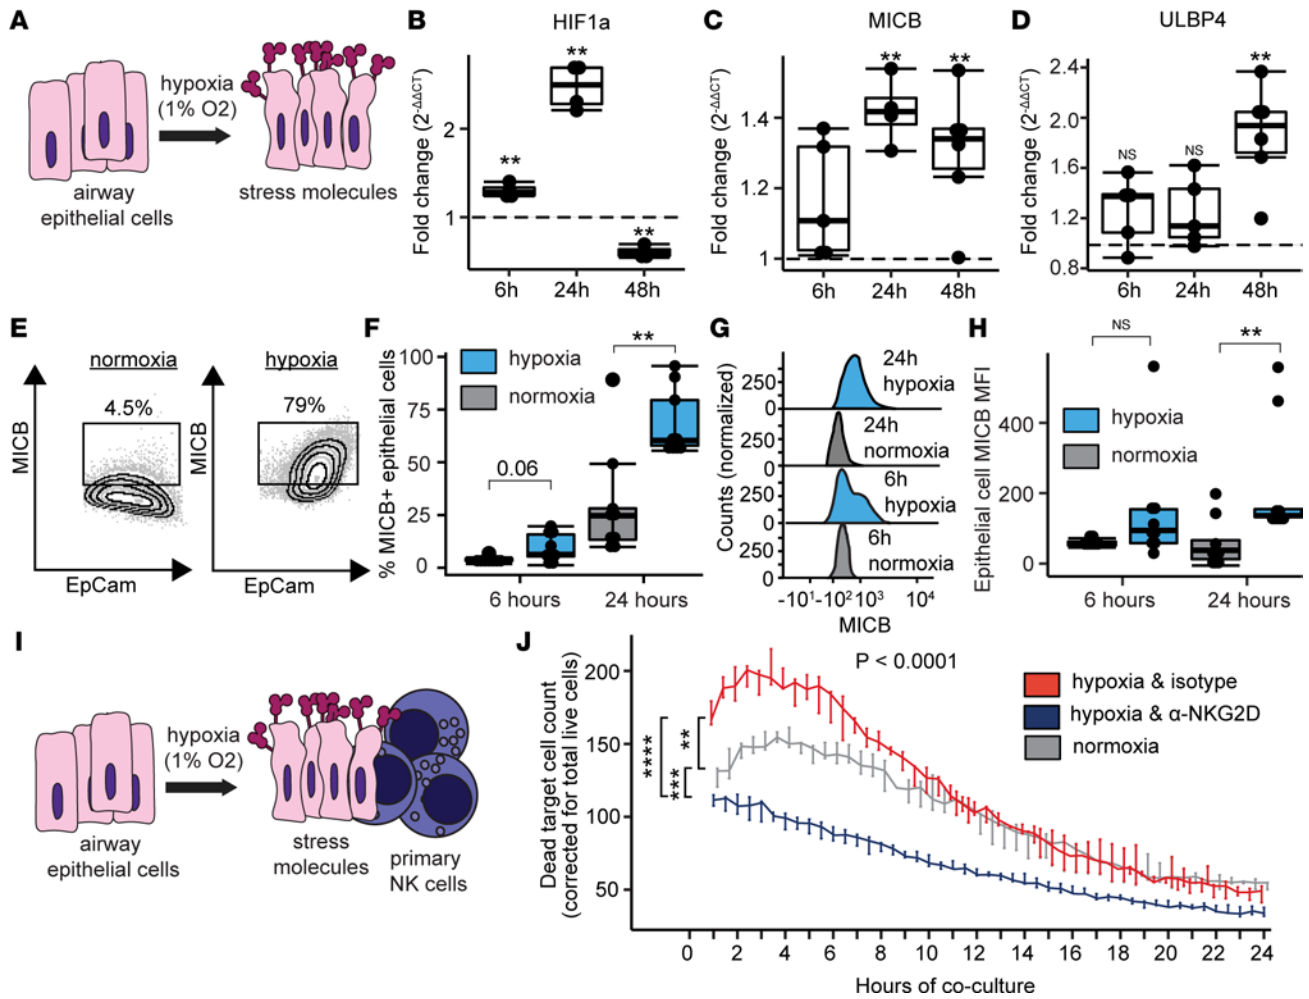 A
hypoxia
(1% O2)
airway
epithelial cells
stress molecules
B
HIF1a
Fold change (2-ΔΔCT)
2
1
**
**
**
6h
24h
48h
C
MICB
Fold change (2-ΔΔCT)
1.4
1.2
1
**
**
6h
24h
48h
D
ULBP4
Fold change (2-ΔΔCT)
2.4
2.0
1.6
1.2
0.8
NS
NS
**
6h
24h
48h
E
normoxia
hypoxia
4.5%
79%
MICB
MICB
EpCam
EpCam
F
% MICB+ epithelial cells
100
75
50
25
0
hypoxia
normoxia
0.06
**
6 hours
24 hours
G
Counts (normalized)
250
0
250
0
250
0
250
0
24h
hypoxia
24h
normoxia
6h
hypoxia
6h
normoxia
-10¹
-10²
10³
10⁴
MICB
H
Epithelial cell MICB MFI
400
200
0
NS
**
hypoxia
normoxia
6 hours
24 hours
I
hypoxia
(1% O2)
airway
epithelial cells
stress
molecules
primary
NK cells
J
Dead target cell count
(corrected for total live cells)
200
150
100
50
****
***
**
P < 0.0001
hypoxia & isotype
hypoxia & α-NKG2D
normoxia
0 2 4 6 8 10 12 14 16 18 20 22 24
Hours of co-culture